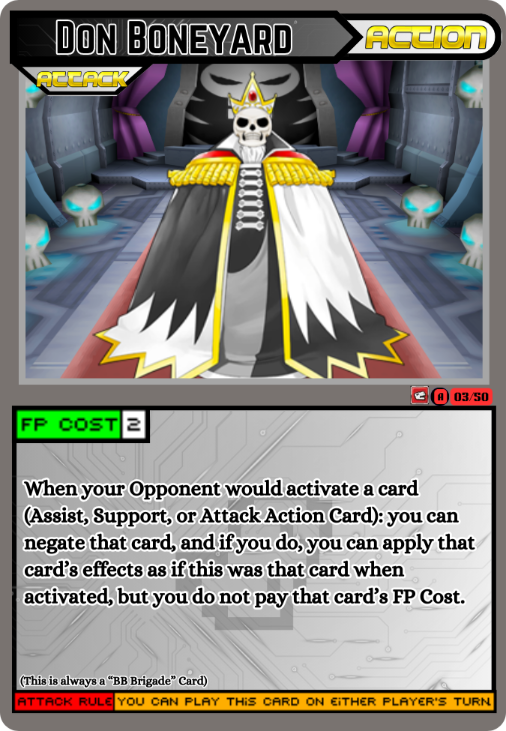 DON BONEYARD
ACTION
ATTACK
A 03/50
FP COST 2
When your Opponent would activate a card
(Assist, Support, or Attack Action Card): you can
negate that card, and if you do, you can apply that
card's effects as if this was that card when
activated, but you do not pay that card's FP Cost.
(This is always a “BB Brigade” Card)
ATTACK RULE YOU CAN PLAY THIS CARD ON EITHER PLAYER'S TURN.